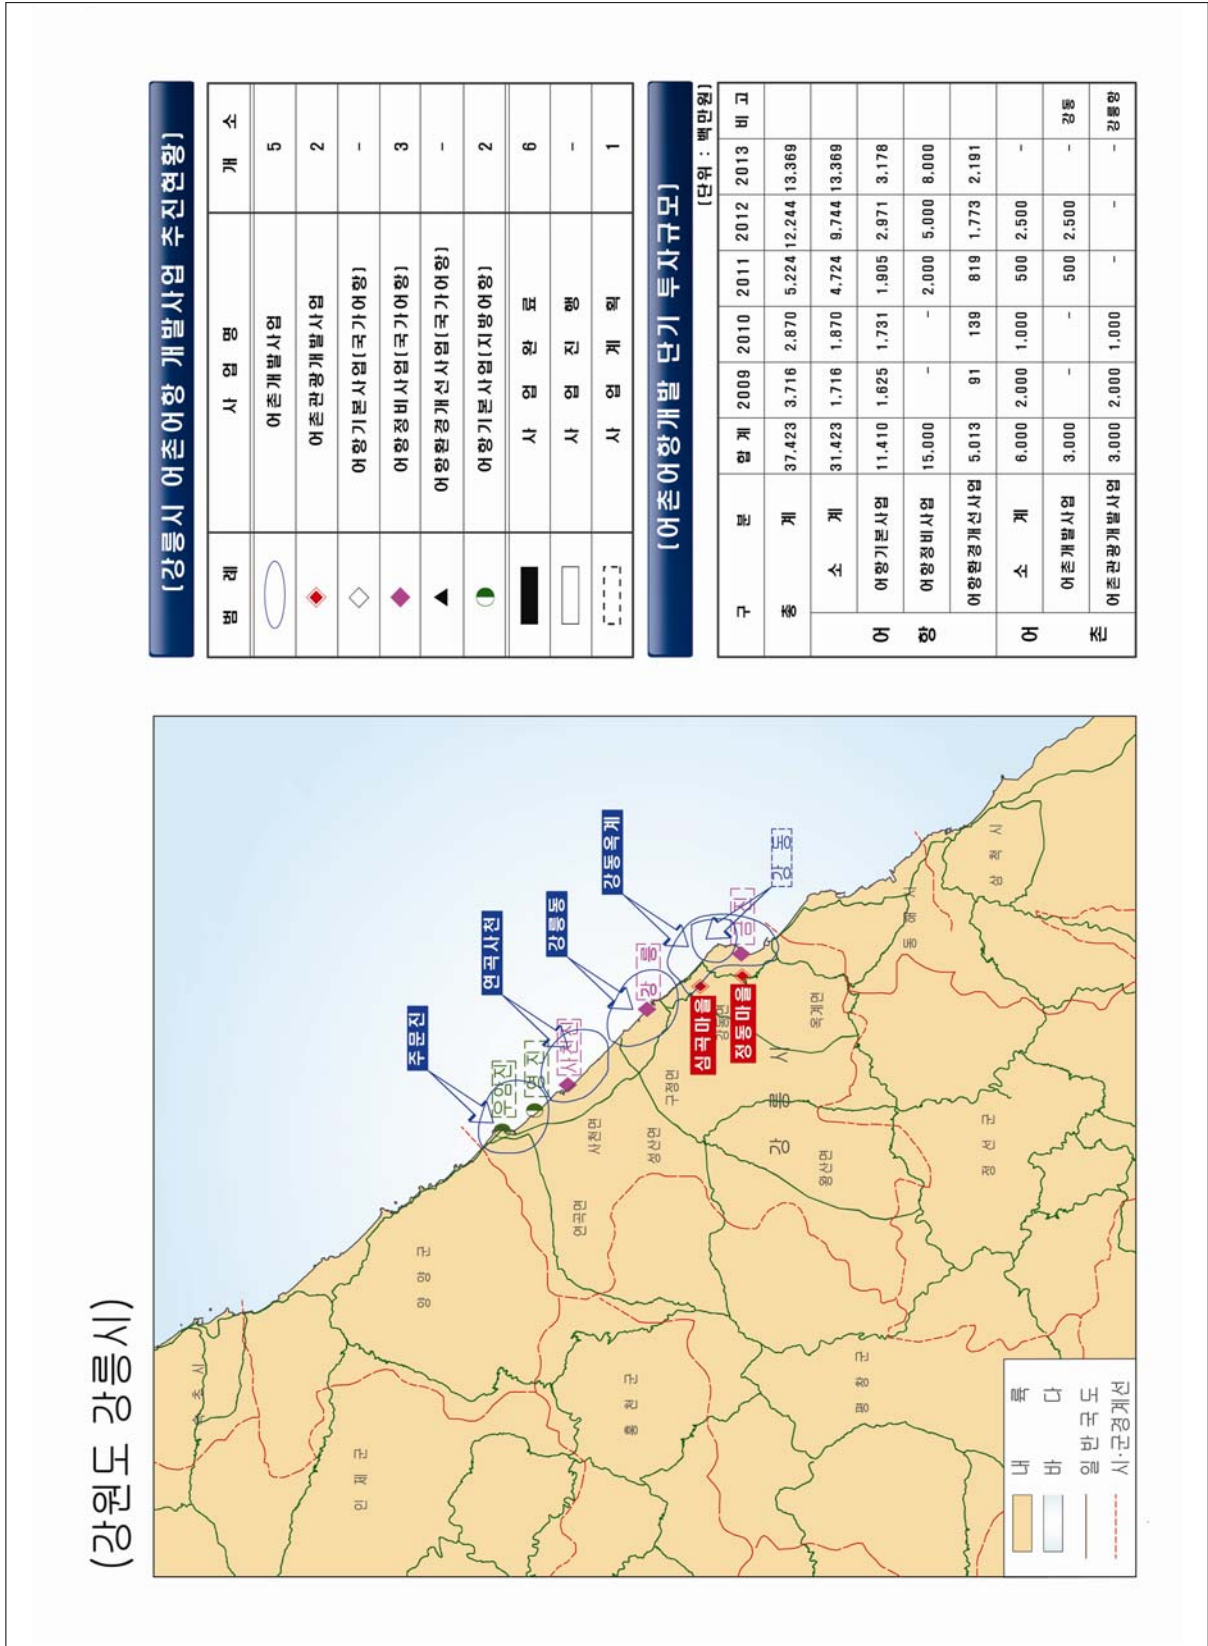 (강원도 강릉시)
속 초 시
인 제 군
양 양 군
홍 천 군
평 창 군
연곡면
사천면
성산면
구정면
강동면
옥계면
왕산면
강 릉 시
정 선 군
동 해 시
삼 척 시
주문진
연곡사천
강릉동
강동옥계
강 동
우암진
영 진
사천진
강 릉
금진
심곡마을
정동마을
내 륙
바 다
일 반 국 도
시·군경계선
[강릉시 어촌어항 개발사업 추진현황]
범 례 사 업 명 개 소
어촌개발사업 5
어촌관광개발사업 2
어항기본사업[국가어항] -
어항정비사업[국가어항] 3
어항환경개선사업[국가어항] -
어항기본사업[지방어항] 2
사 업 완 료 6
사 업 진 행 -
사 업 계 획 1
[어촌어항개발 단기 투자규모]
[단위 : 백만원]
구 분 합 계 2009 2010 2011 2012 2013 비 고
총 계 37.423 3.716 2.870 5.224 12.244 13.369
어 항
소 계 31.423 1.716 1.870 4.724 9.744 13.369
어항기본사업 11.410 1.625 1.731 1.905 2.971 3.178
어항정비사업 15.000 - - 2.000 5.000 8.000
어항환경개선사업 5.013 91 139 819 1.773 2.191
어 촌
소 계 6.000 2.000 1.000 500 2.500 -
어촌개발사업 3.000 - - 500 2.500 - 강동
어촌관광개발사업 3.000 2.000 1.000 - - - 강릉항